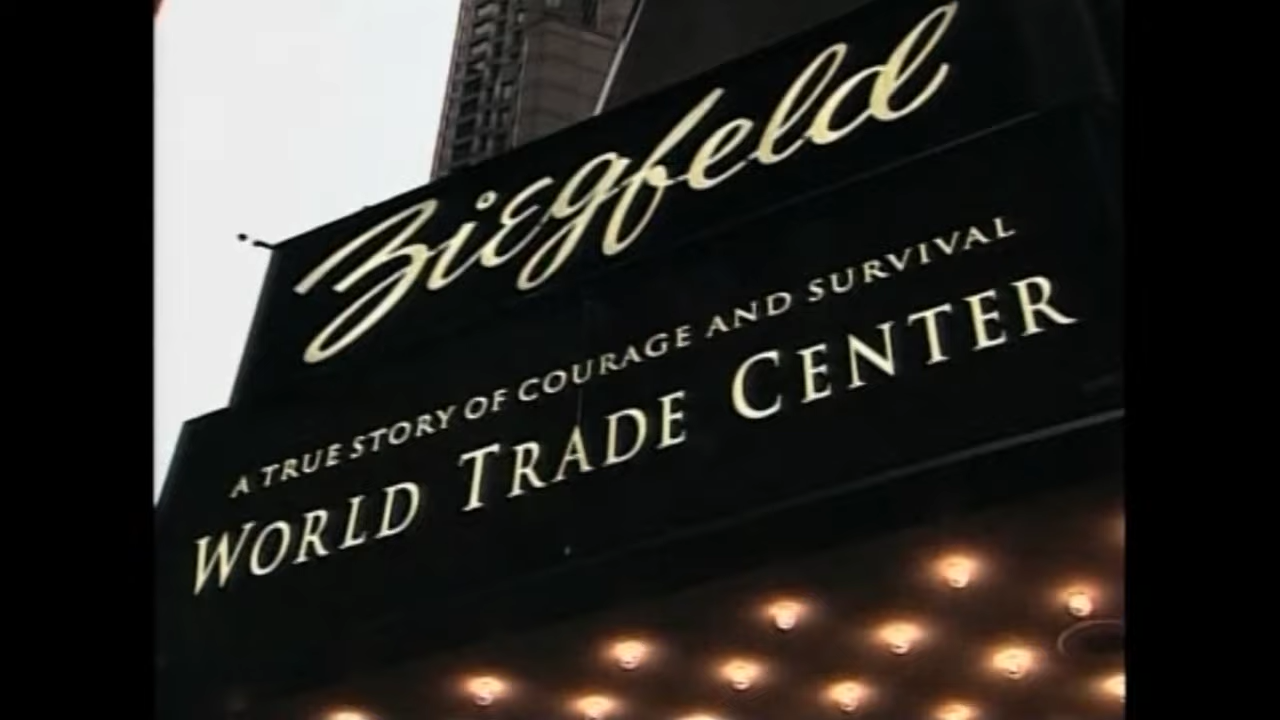 Ziegfeld
A TRUE STORY OF COURAGE AND SURVIVAL
WORLD TRADE CENTER